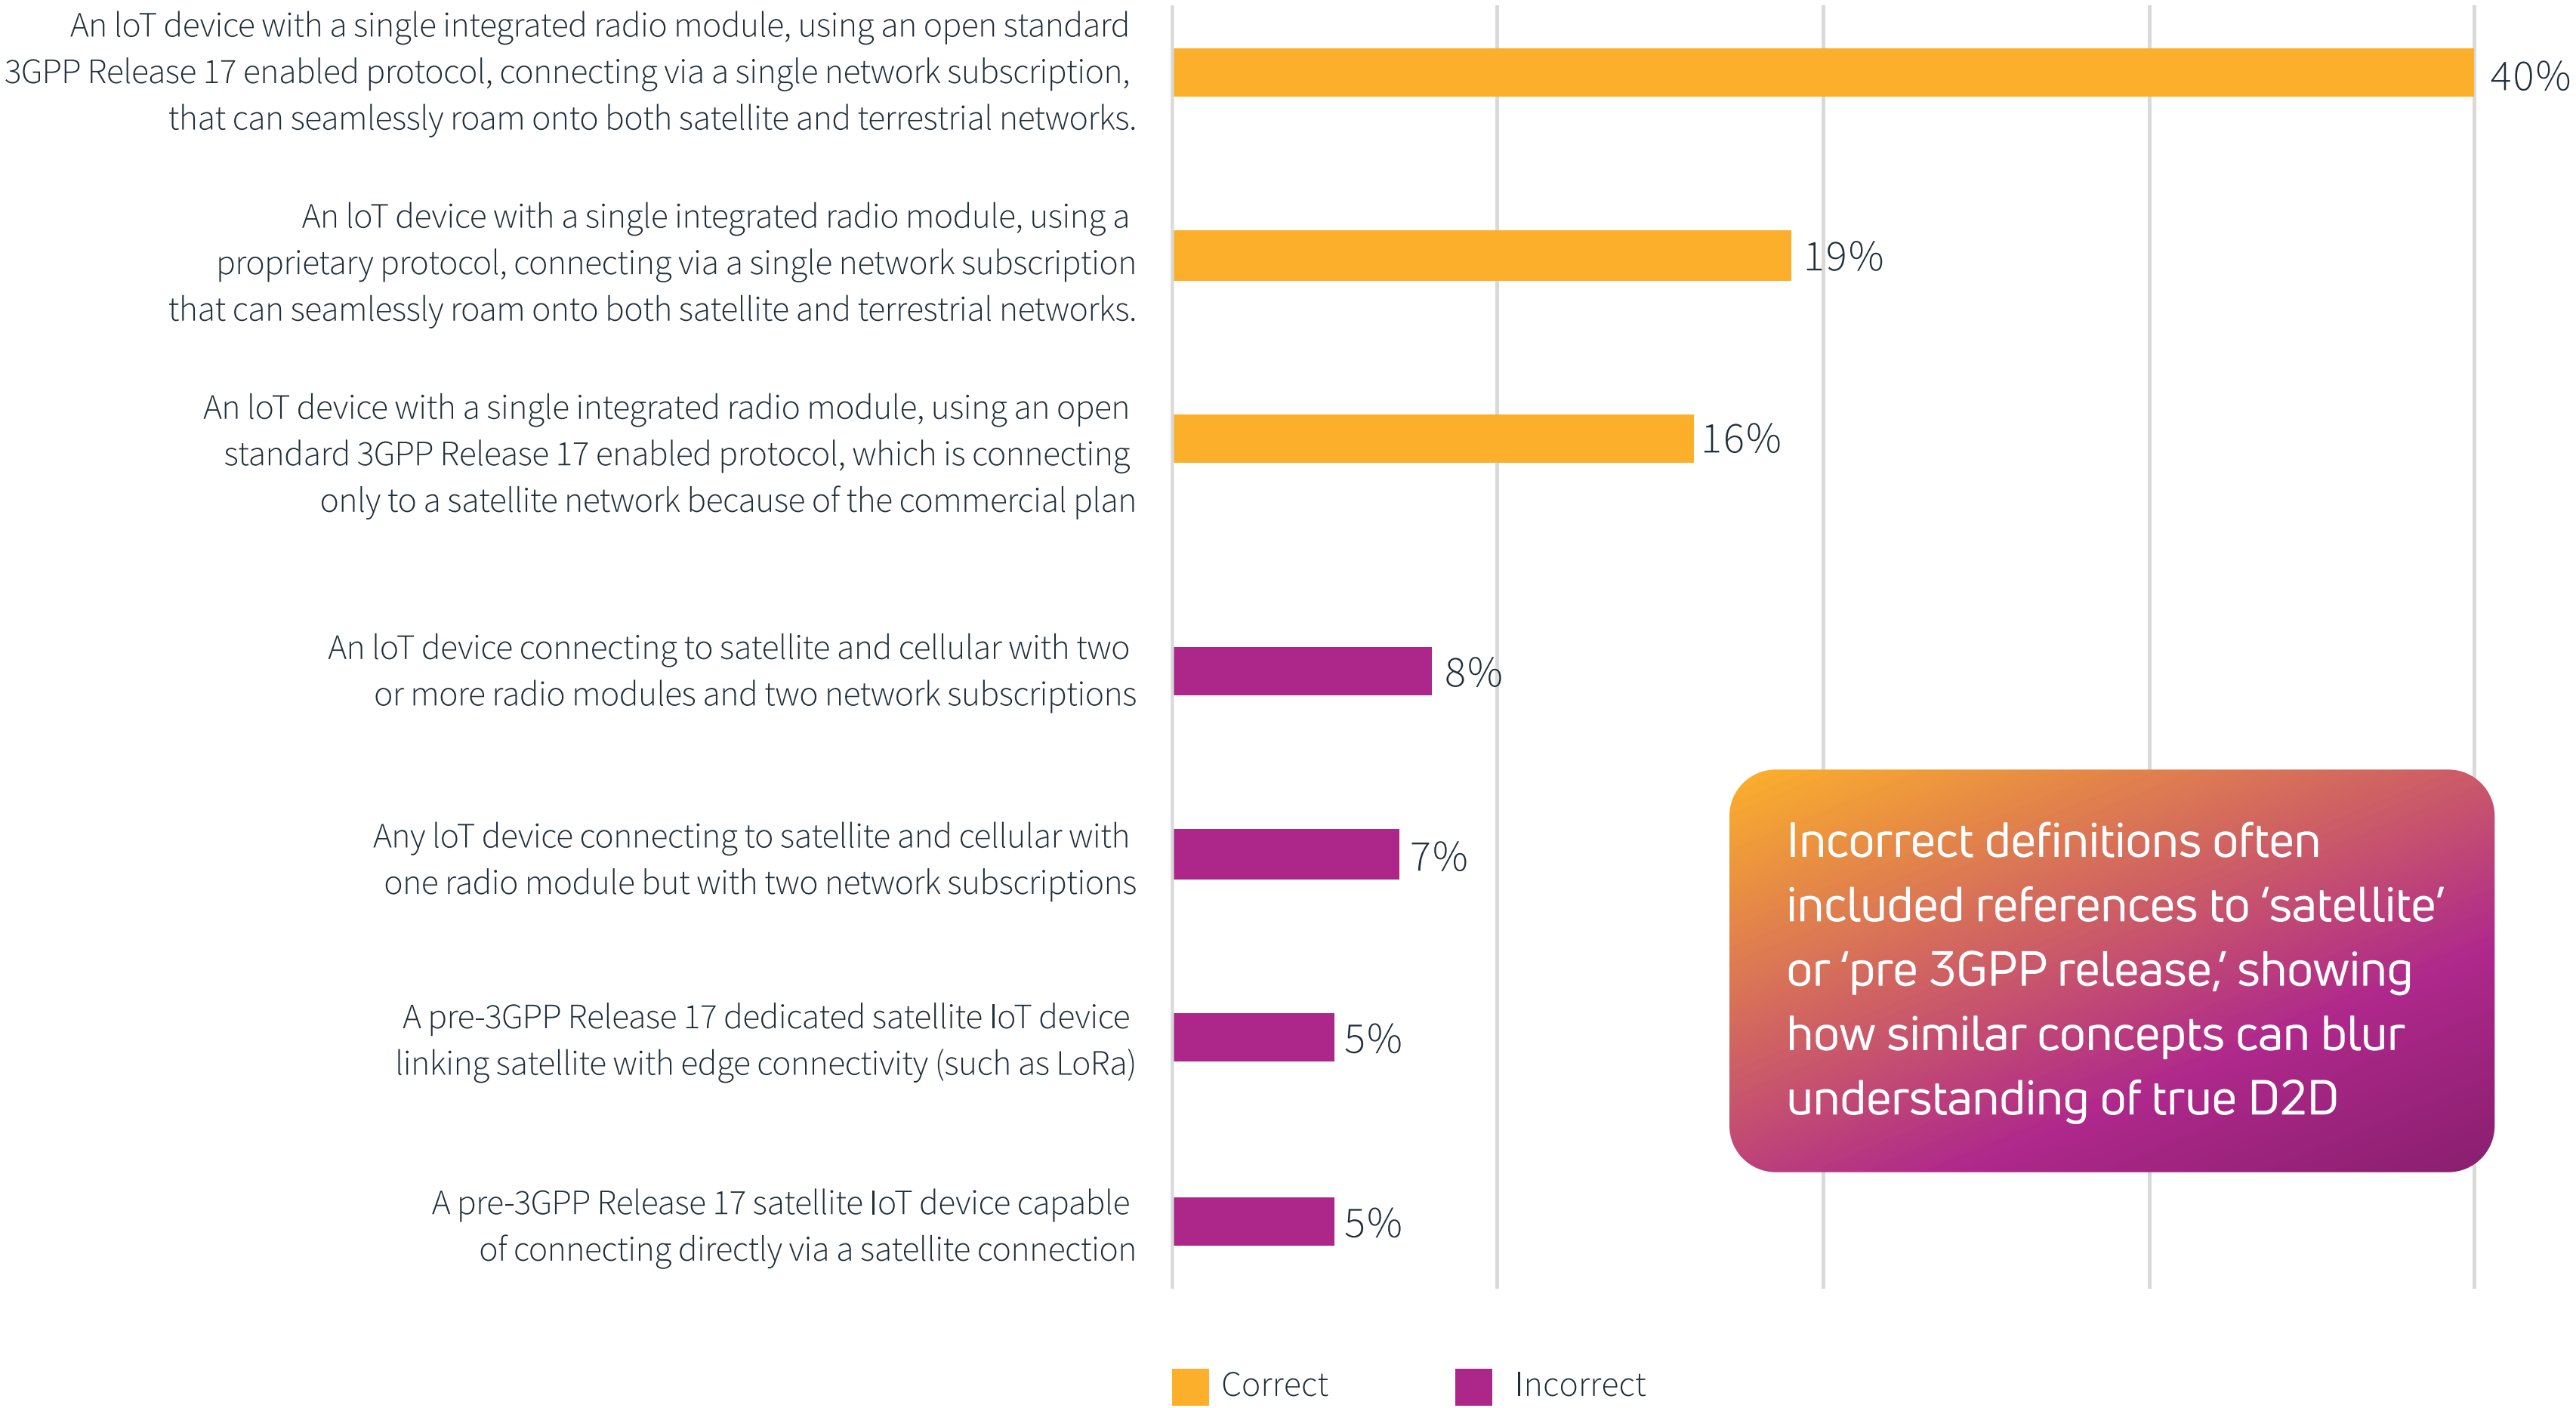 An IoT device with a single integrated radio module, using an open standard
3GPP Release 17 enabled protocol, connecting via a single network subscription,
that can seamlessly roam onto both satellite and terrestrial networks.
40%
An IoT device with a single integrated radio module, using a
proprietary protocol, connecting via a single network subscription
that can seamlessly roam onto both satellite and terrestrial networks.
19%
An IoT device with a single integrated radio module, using an open
standard 3GPP Release 17 enabled protocol, which is connecting
only to a satellite network because of the commercial plan
16%
An IoT device connecting to satellite and cellular with two
or more radio modules and two network subscriptions
8%
Any IoT device connecting to satellite and cellular with
one radio module but with two network subscriptions
7%
A pre-3GPP Release 17 dedicated satellite IoT device
linking satellite with edge connectivity (such as LoRa)
5%
A pre-3GPP Release 17 satellite IoT device capable
of connecting directly via a satellite connection
5%
Incorrect definitions often
included references to ‘satellite’
or ‘pre 3GPP release,’ showing
how similar concepts can blur
understanding of true D2D
Correct
Incorrect